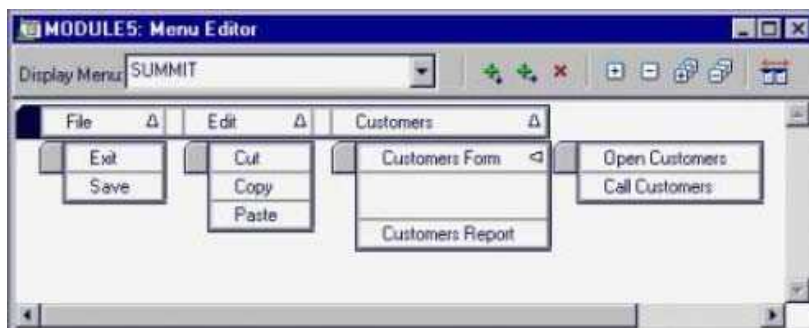 MODULE5: Menu Editor
Display Menu: SUMMIT
File Edit Customers
Exit Cut Customers Form Open Customers
Save Copy Call Customers
Paste
Customers Report